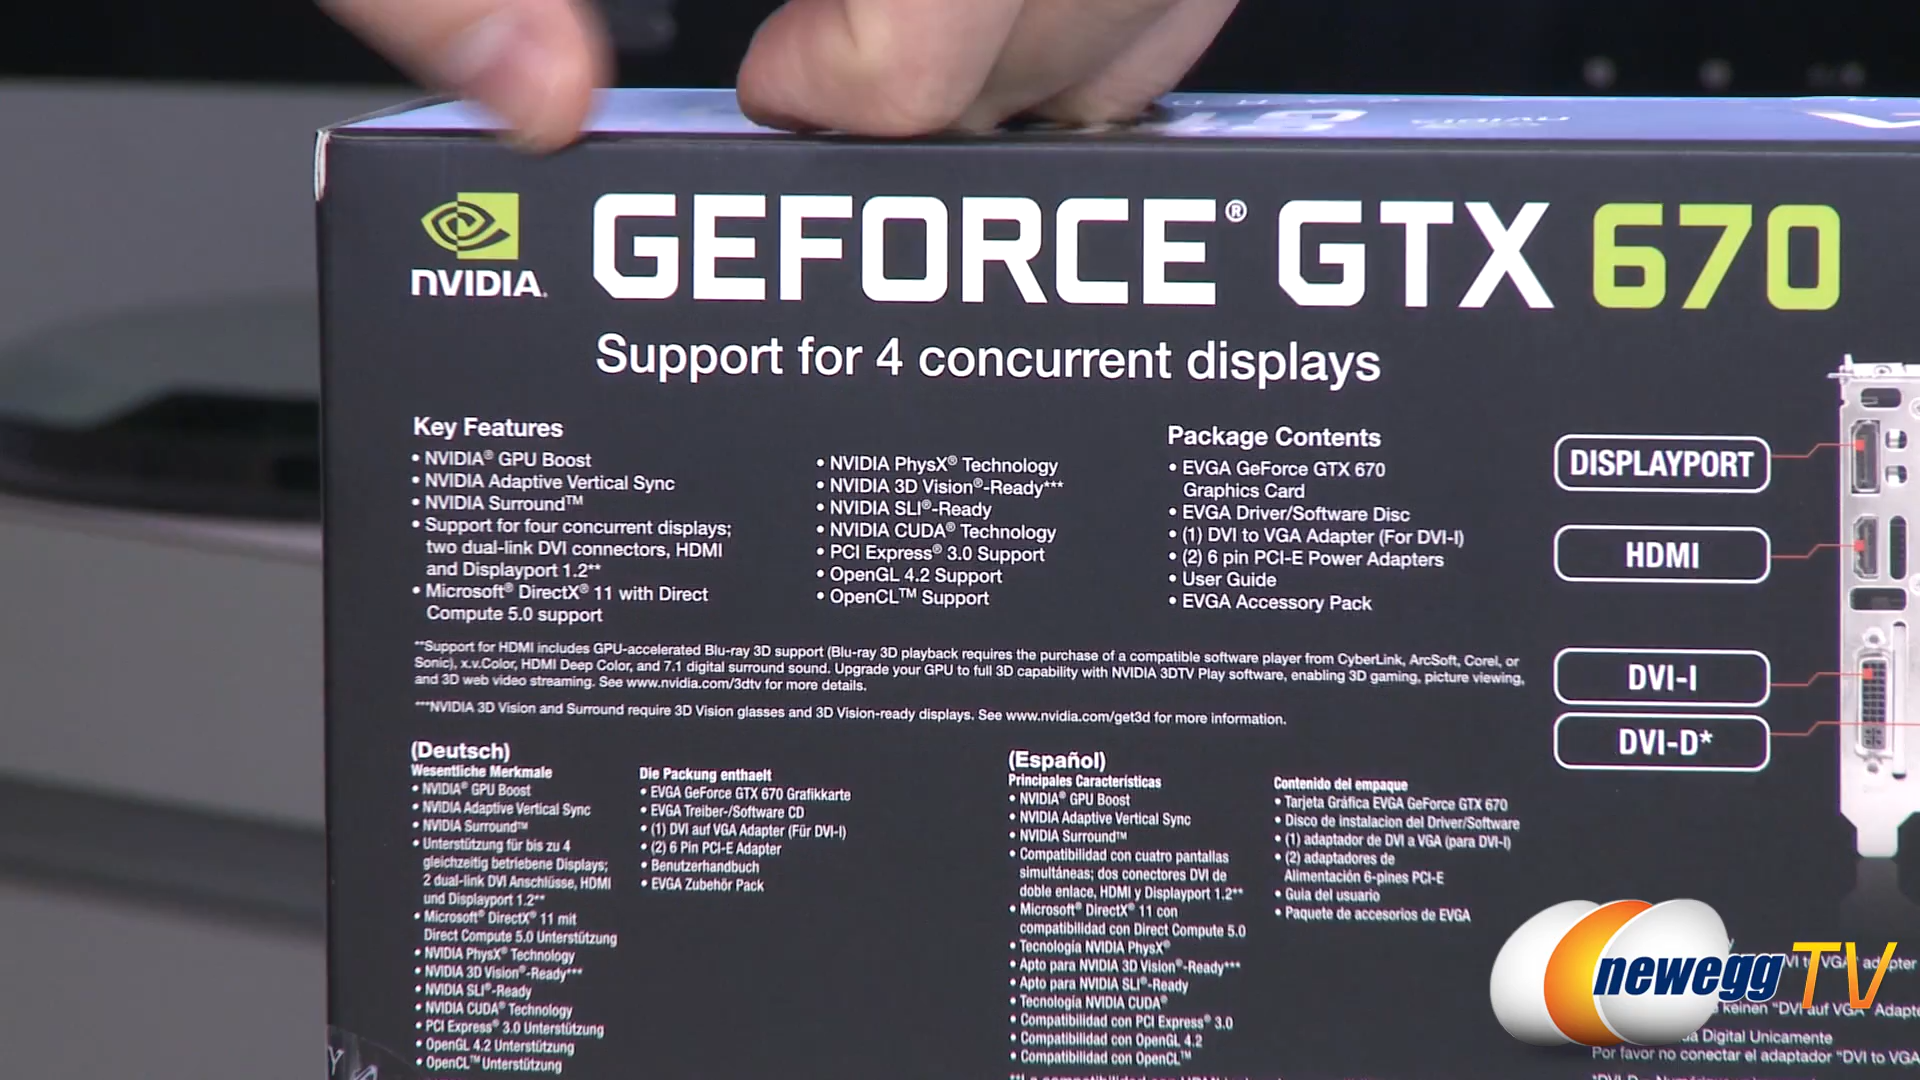 NVIDIA.
GEFORCE® GTX 670
Support for 4 concurrent displays
Key Features
• NVIDIA® GPU Boost
• NVIDIA Adaptive Vertical Sync
• NVIDIA Surround™
• Support for four concurrent displays;
two dual-link DVI connectors, HDMI
and Displayport 1.2**
• Microsoft® DirectX® 11 with Direct
Compute 5.0 support
• NVIDIA PhysX® Technology
• NVIDIA 3D Vision®-Ready***
• NVIDIA SLI®-Ready
• NVIDIA CUDA® Technology
• PCI Express® 3.0 Support
• OpenGL 4.2 Support
• OpenCL™ Support
Package Contents
• EVGA GeForce GTX 670
Graphics Card
• EVGA Driver/Software Disc
• (1) DVI to VGA Adapter (For DVI-I)
• (2) 6 pin PCI-E Power Adapters
• User Guide
• EVGA Accessory Pack
DISPLAYPORT
HDMI
DVI-I
DVI-D*
**Support for HDMI includes GPU-accelerated Blu-ray 3D support (Blu-ray 3D playback requires the purchase of a compatible software player from CyberLink, ArcSoft, Corel, or
Sonic), x.v.Color, HDMI Deep Color, and 7.1 digital surround sound. Upgrade your GPU to full 3D capability with NVIDIA 3DTV Play software, enabling 3D gaming, picture viewing,
and 3D web video streaming. See www.nvidia.com/3dtv for more details.
***NVIDIA 3D Vision and Surround require 3D Vision glasses and 3D Vision-ready displays. See www.nvidia.com/get3d for more information.
(Deutsch)
Wesentliche Merkmale
• NVIDIA® GPU Boost
• NVIDIA Adaptive Vertical Sync
• NVIDIA Surround™
• Unterstützung für bis zu 4
gleichzeitig betriebene Displays;
2 dual-link DVI Anschlüsse, HDMI
und Displayport 1.2**
• Microsoft® DirectX® 11 mit
Direct Compute 5.0 Unterstützung
• NVIDIA PhysX® Technology
• NVIDIA 3D Vision®-Ready***
• NVIDIA SLI®-Ready
• NVIDIA CUDA® Technology
• PCI Express® 3.0 Unterstützung
• OpenGL 4.2 Unterstützung
• OpenCL™ Unterstützung
Die Packung enthaelt
• EVGA GeForce GTX 670 Grafikkarte
• EVGA Treiber-/Software CD
• (1) DVI auf VGA Adapter (Für DVI-I)
• (2) 6 Pin PCI-E Adapter
• Benutzerhandbuch
• EVGA Zubehör Pack
(Español)
Principales Características
• NVIDIA® GPU Boost
• NVIDIA Adaptive Vertical Sync
• NVIDIA Surround™
• Compatibilidad con cuatro pantallas
simultáneas; dos conectores DVI de
doble enlace, HDMI y Displayport 1.2**
• Microsoft® DirectX® 11 con
compatibilidad con Direct Compute 5.0
• Tecnología NVIDIA PhysX®
• Apto para NVIDIA 3D Vision®-Ready***
• Apto para NVIDIA SLI®-Ready
• Tecnología NVIDIA CUDA®
• Compatibilidad con PCI Express® 3.0
• Compatibilidad con OpenGL 4.2
• Compatibilidad con OpenCL™
Contenido del empaque
• Tarjeta Gráfica EVGA GeForce GTX 670
• Disco de instalacion del Driver/Software
• (1) adaptador de DVI a VGA (para DVI-I)
• (2) adaptadores de
Alimentación 6-pines PCI-E
• Guia del usuario
• Paquete de accesorios de EVGA
to VGA adapter
keinen "DVI auf VGA" Adapte
Digital Unicamente
Por favor no conectar el adaptador "DVI to VGA
newegg TV